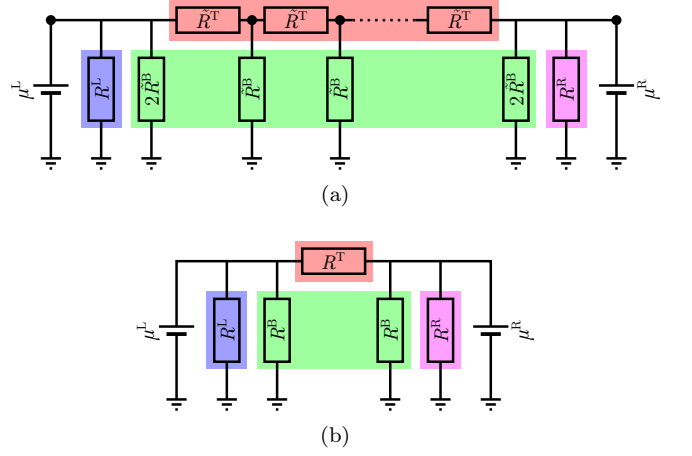 R̃ᵀ R̃ᵀ R̃ᵀ
μᴸ Rᴸ 2R̃ᴮ R̃ᴮ R̃ᴮ 2R̃ᴮ Rᴿ μᴿ
(a)
Rᵀ
μᴸ Rᴸ Rᴮ Rᴮ Rᴿ μᴿ
(b)